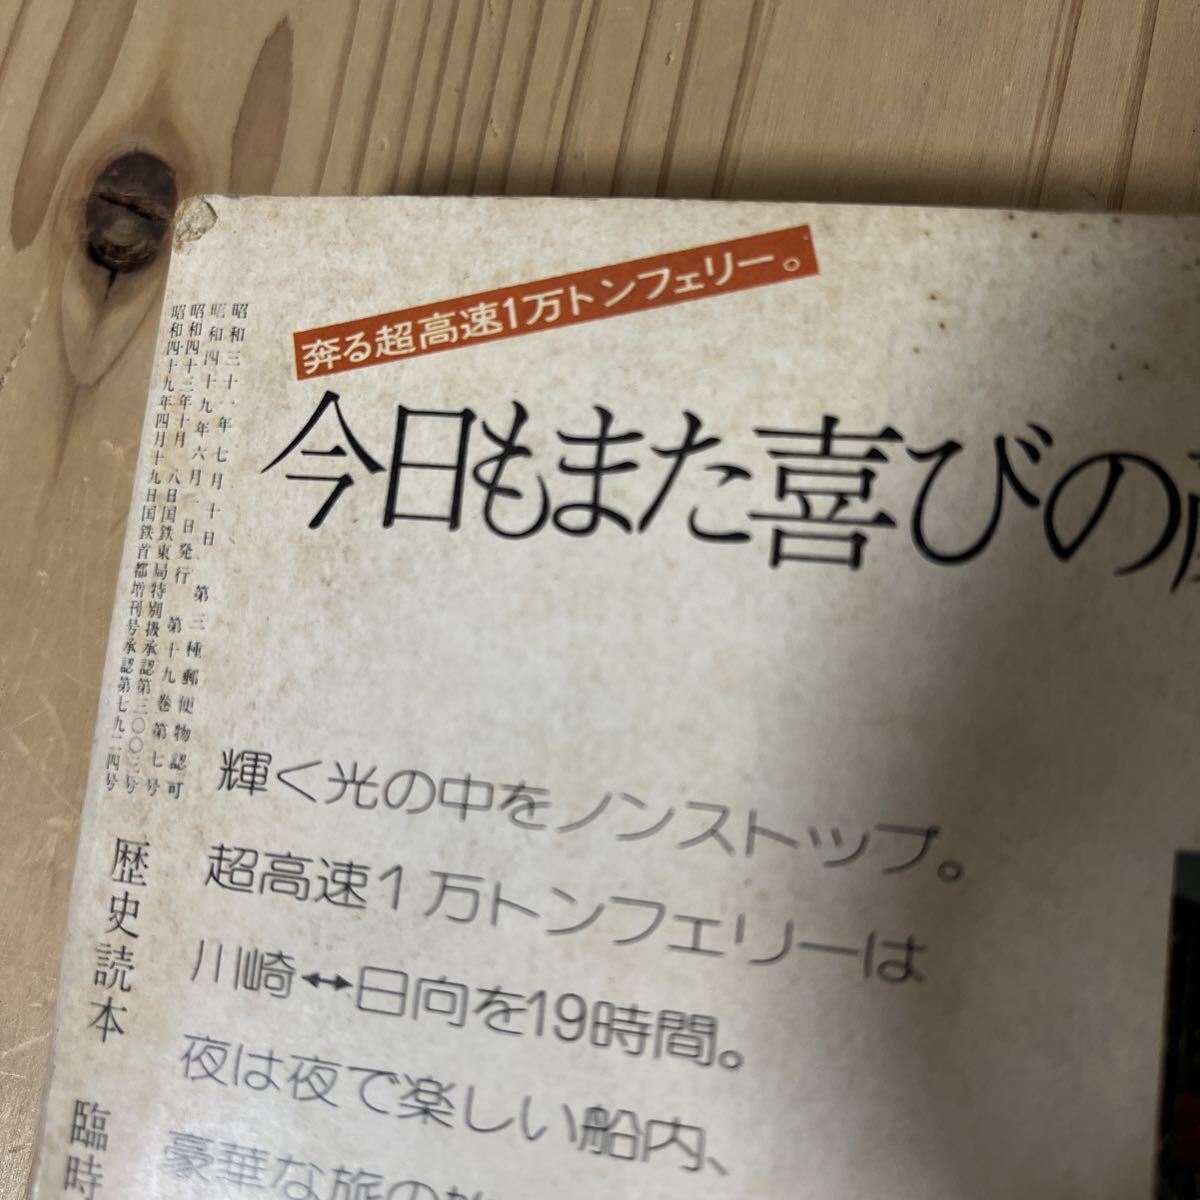 奔る超高速1万トンフェリー。
今日もまた喜びの
輝く光の中をノンストップ。
超高速1万トンフェリーは
川崎↔日向を19時間。
夜は夜で楽しい船内、
豪華な旅の
昭和三十一年七月十日 第三種郵便物認可
昭和四十九年六月一日発行 第十九巻第七号
昭和四十三年十月八日国鉄東局特別扱承認第三〇〇三号
昭和四十九年四月十九日国鉄首都増刊号承認第七九二四号
歴史読本 臨時